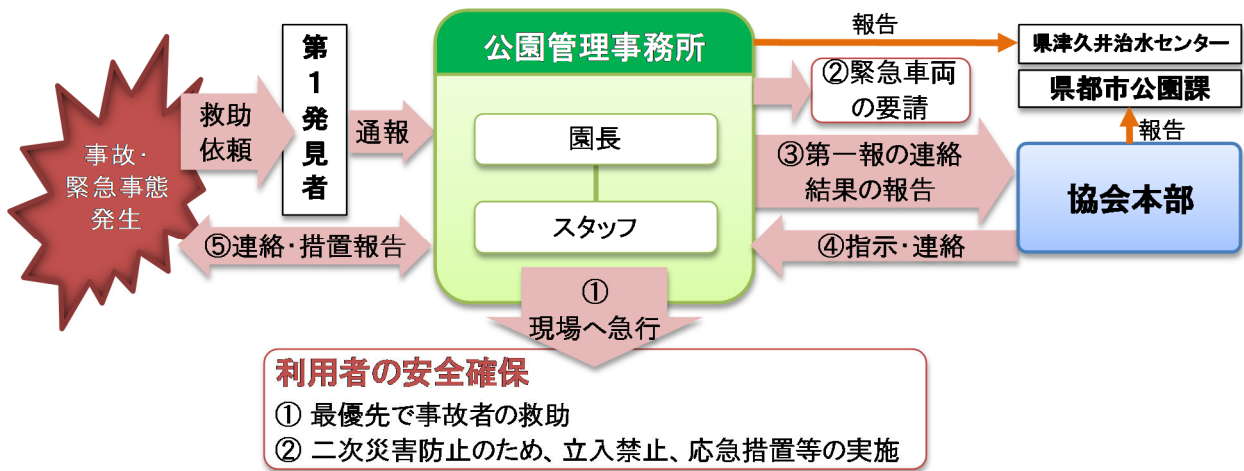 事故・
緊急事態
発生
救助
依頼
第1発見者
通報
公園管理事務所
園長
スタッフ
報告
県津久井治水センター
②緊急車両
の要請
県都市公園課
報告
③第一報の連絡
結果の報告
協会本部
④指示・連絡
⑤連絡・措置報告
①
現場へ急行
利用者の安全確保
① 最優先で事故者の救助
② 二次災害防止のため、立入禁止、応急措置等の実施